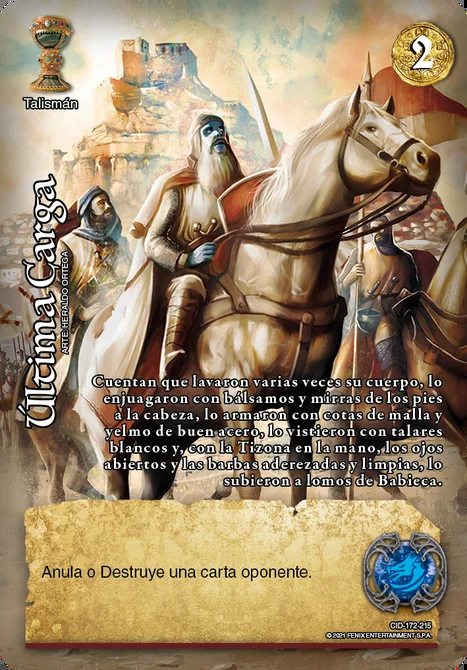 2
Talismán
Última Carga
ARTE: HERALDO ORTEGA
Cuentan que lavaron varias veces su cuerpo, lo
enjuagaron con bálsamos y mirras de los pies
a la cabeza, lo armaron con cotas de malla y
yelmo de buen acero, lo vistieron con talares
blancos y, con la Tizona en la mano, los ojos
abiertos y las barbas aderezadas y limpias, lo
subieron a lomos de Babieca.
Anula o Destruye una carta oponente.
CID-172-215
© 2021 FENIX ENTERTAINMENT S.P.A.